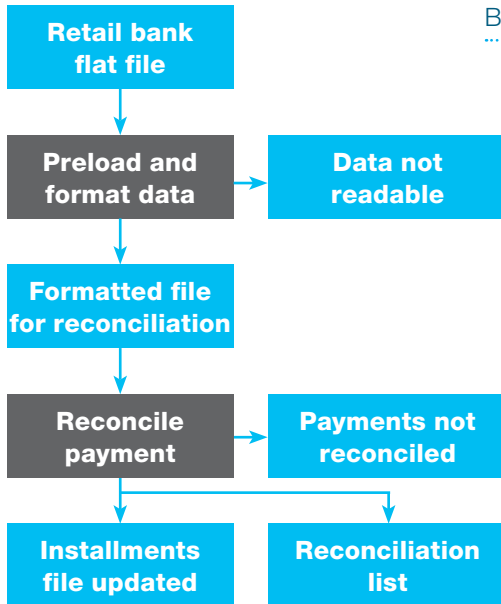 Retail bank
flat file
B
Preload and
format data
Data not
readable
Formatted file
for reconciliation
Reconcile
payment
Payments not
reconciled
Installments
file updated
Reconciliation
list